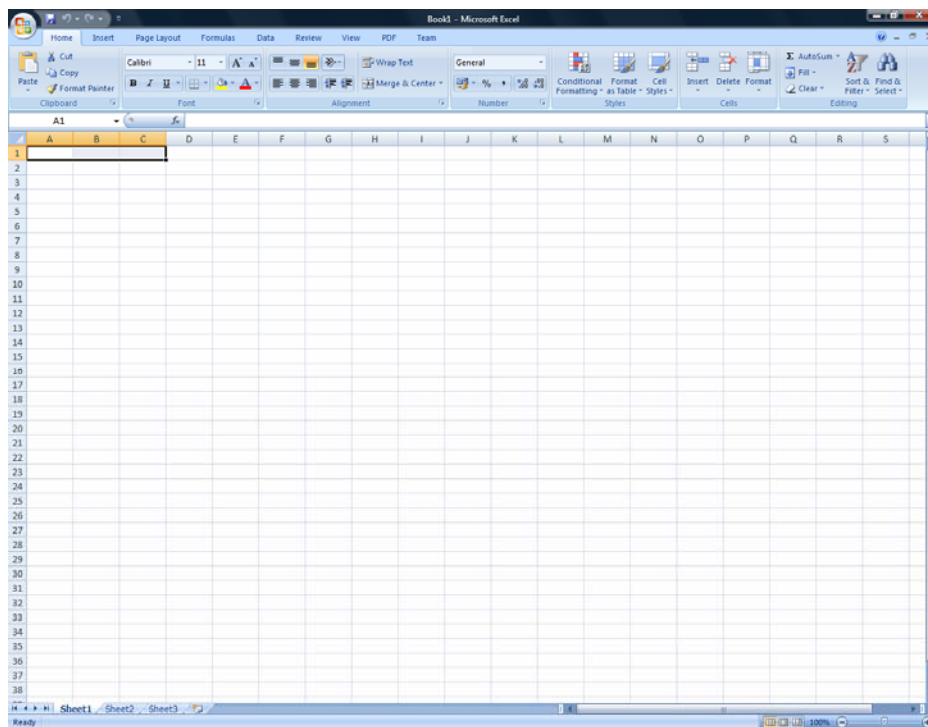 Book1 - Microsoft Excel
Home Insert Page Layout Formulas Data Review View PDF Team
Paste
Cut
Copy
Format Painter
Clipboard
Calibri 11 A A
B I U A
Font
Wrap Text
Merge & Center
Alignment
General
$ % , .0 .00
Number
Conditional Formatting
Format as Table
Cell Styles
Styles
Insert Delete Format
Cells
Σ AutoSum
Fill
Clear
Sort & Filter
Find & Select
Editing
A1 fx
A B C D E F G H I J K L M N O P Q R S
1
2
3
4
5
6
7
8
9
10
11
12
13
14
15
16
17
18
19
20
21
22
23
24
25
26
27
28
29
30
31
32
33
34
35
36
37
38
Sheet1 Sheet2 Sheet3
Ready 100%